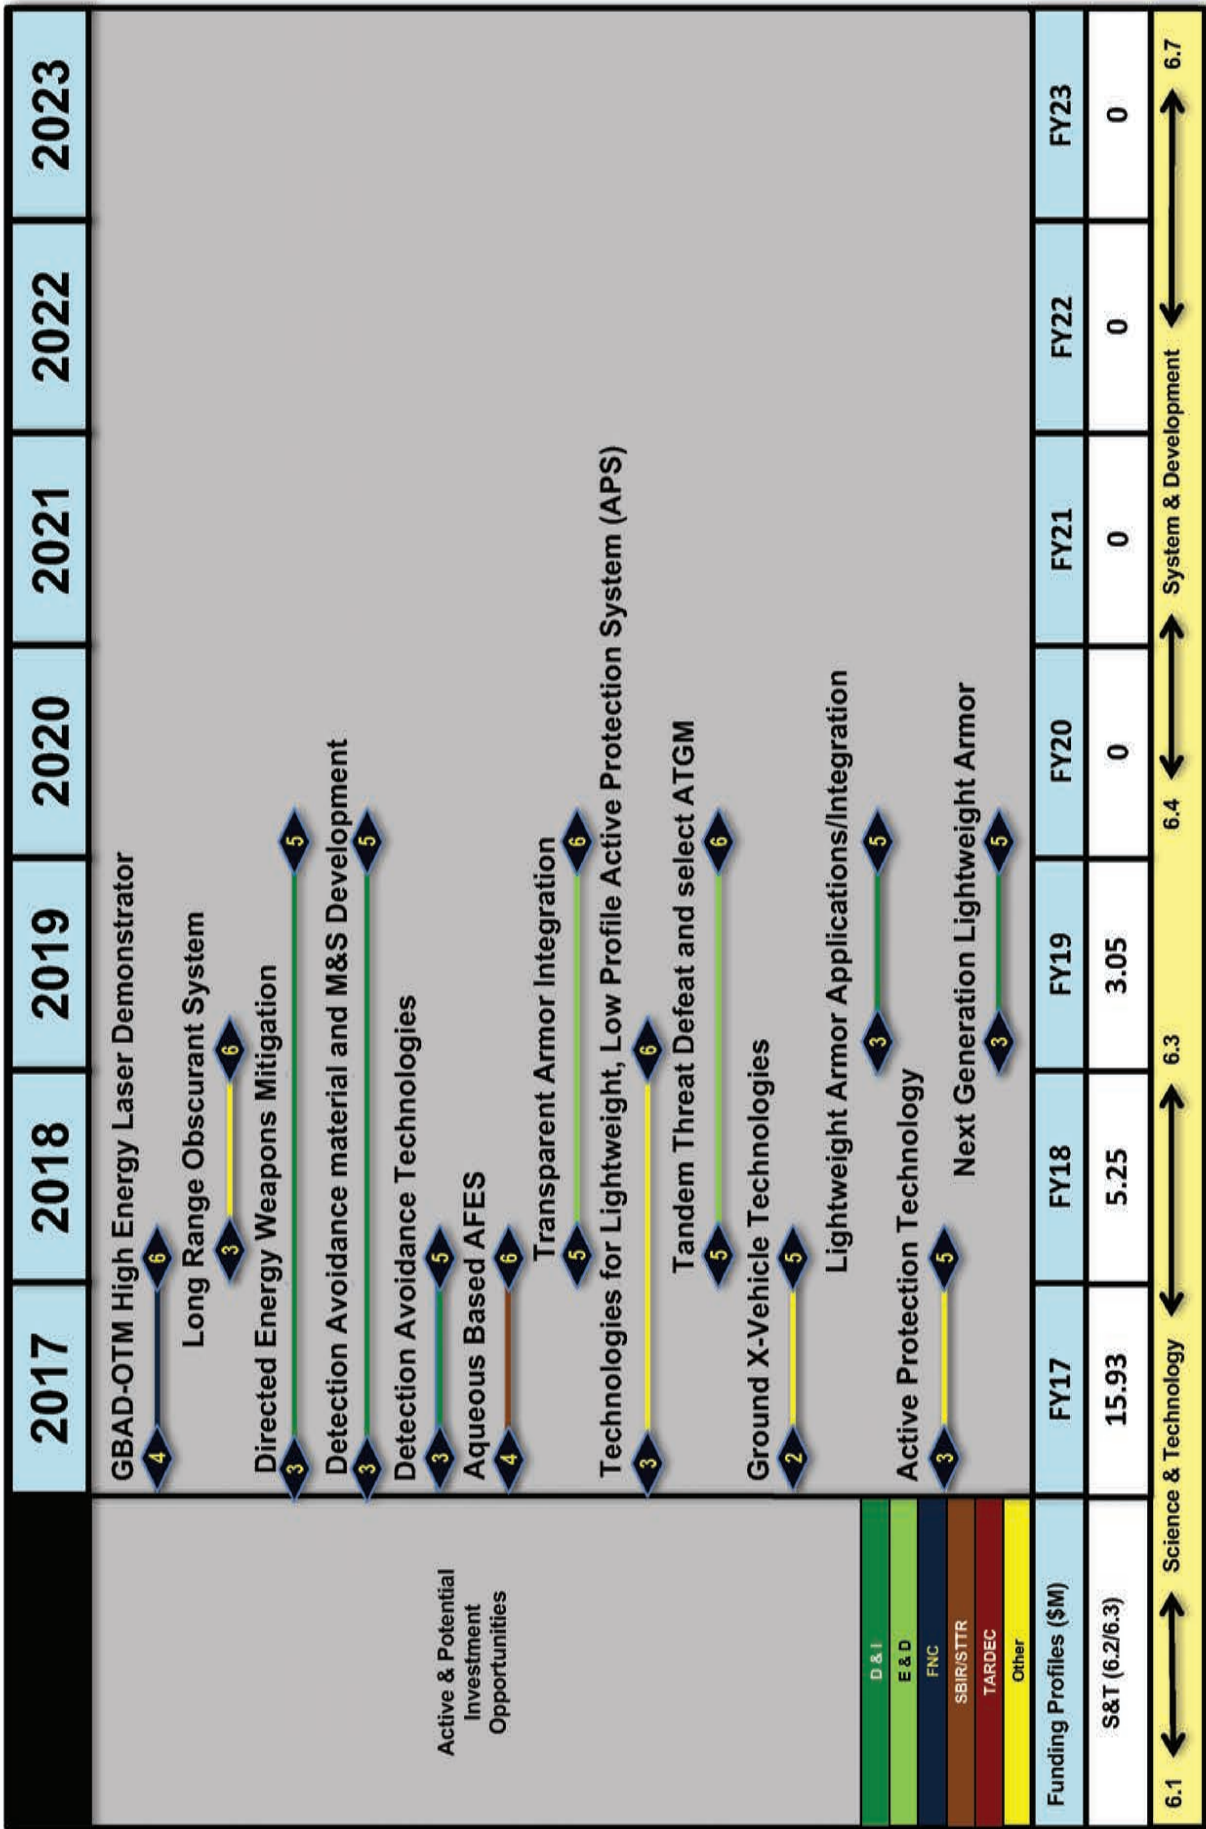 2017 2018 2019 2020 2021 2022 2023
Active & Potential
Investment
Opportunities
GBAD-OTM High Energy Laser Demonstrator
4 6
Long Range Obscurant System
3 6
Directed Energy Weapons Mitigation
3 5
Detection Avoidance material and M&S Development
3 5
Detection Avoidance Technologies
3 5
Aqueous Based AFES
4 6
Transparent Armor Integration
5 6
Technologies for Lightweight, Low Profile Active Protection System (APS)
3 6
Tandem Threat Defeat and select ATGM
5 6
Ground X-Vehicle Technologies
2 5
Lightweight Armor Applications/Integration
3 5
Active Protection Technology
3 5
Next Generation Lightweight Armor
3 5
D & I
E & D
FNC
SBIR/STTR
TARDEC
Other
Funding Profiles ($M) FY17 FY18 FY19 FY20 FY21 FY22 FY23
S&T (6.2/6.3) 15.93 5.25 3.05 0 0 0 0
6.1 Science & Technology 6.3 6.4 System & Development 6.7